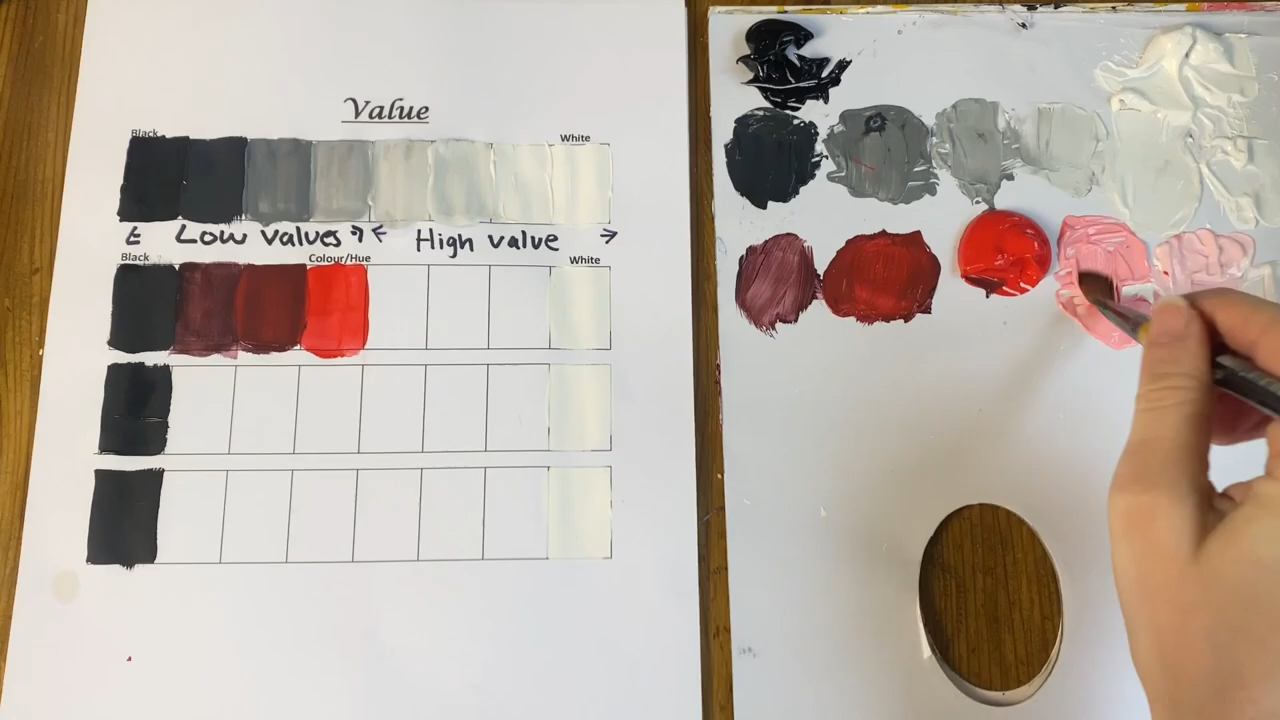 Value
Black White
← Low values → ← High value →
Black Colour/Hue White